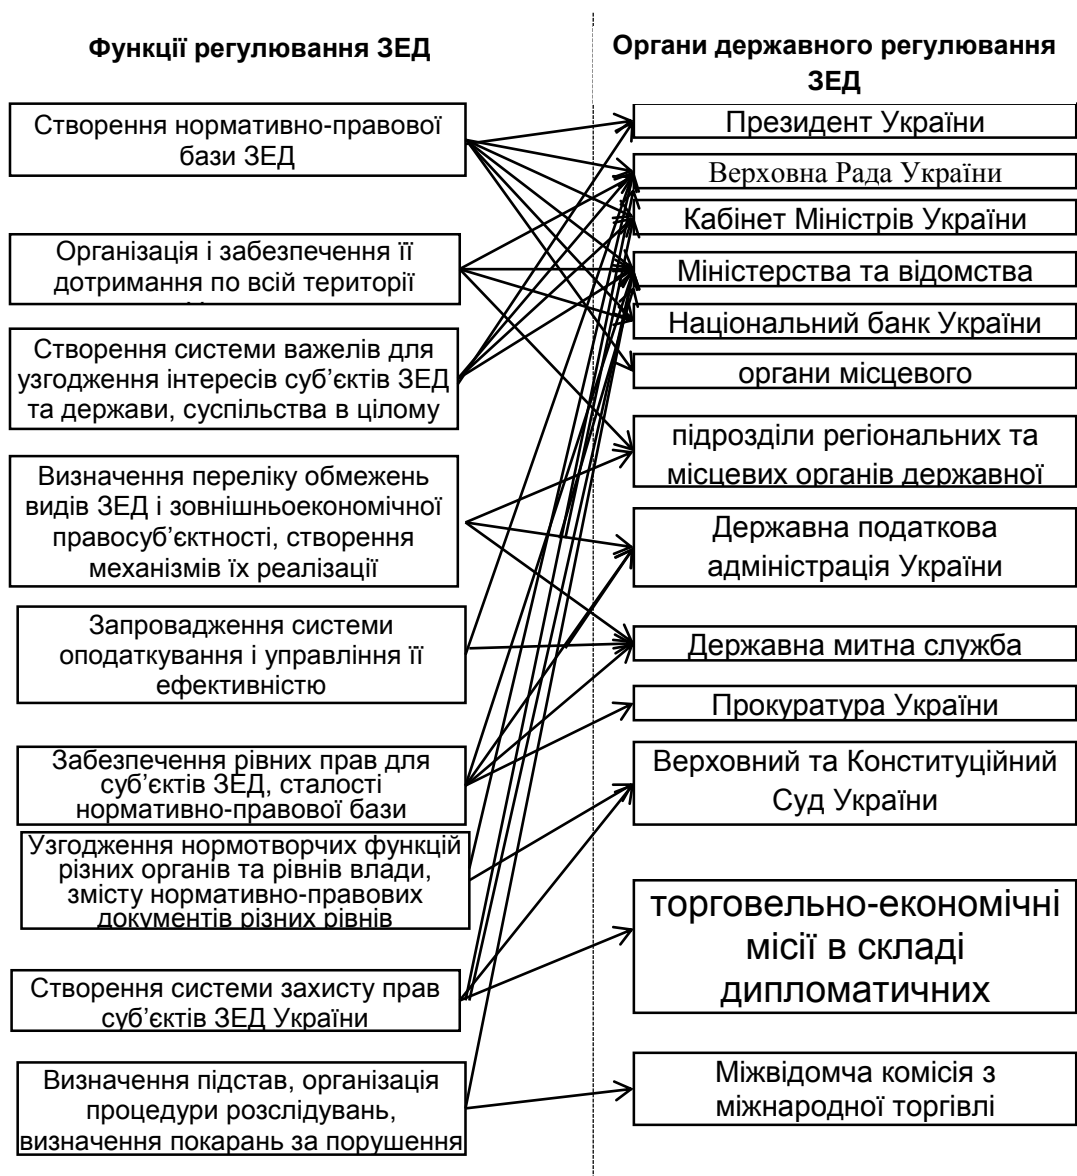 Функції регулювання ЗЕД
Створення нормативно-правової
бази ЗЕД
Організація і забезпечення її
дотримання по всій території
Створення системи важелів для
узгодження інтересів суб’єктів ЗЕД
та держави, суспільства в цілому
Визначення переліку обмежень
видів ЗЕД і зовнішньоекономічної
правосуб’єктності, створення
механізмів їх реалізації
Запровадження системи
оподаткування і управління її
ефективністю
Забезпечення рівних прав для
суб’єктів ЗЕД, сталості
нормативно-правової бази
Узгодження нормотворчих функцій
різних органів та рівнів влади,
змісту нормативно-правових
документів різних рівнів
Створення системи захисту прав
суб’єктів ЗЕД України
Визначення підстав, організація
процедури розслідувань,
визначення покарань за порушення
Органи державного регулювання
ЗЕД
Президент України
Верховна Рада України
Кабінет Міністрів України
Міністерства та відомства
Національний банк України
органи місцевого
підрозділи регіональних та
місцевих органів державної
Державна податкова
адміністрація України
Державна митна служба
Прокуратура України
Верховний та Конституційний
Суд України
торговельно-економічні
місії в складі
дипломатичних
Міжвідомча комісія з
міжнародної торгівлі